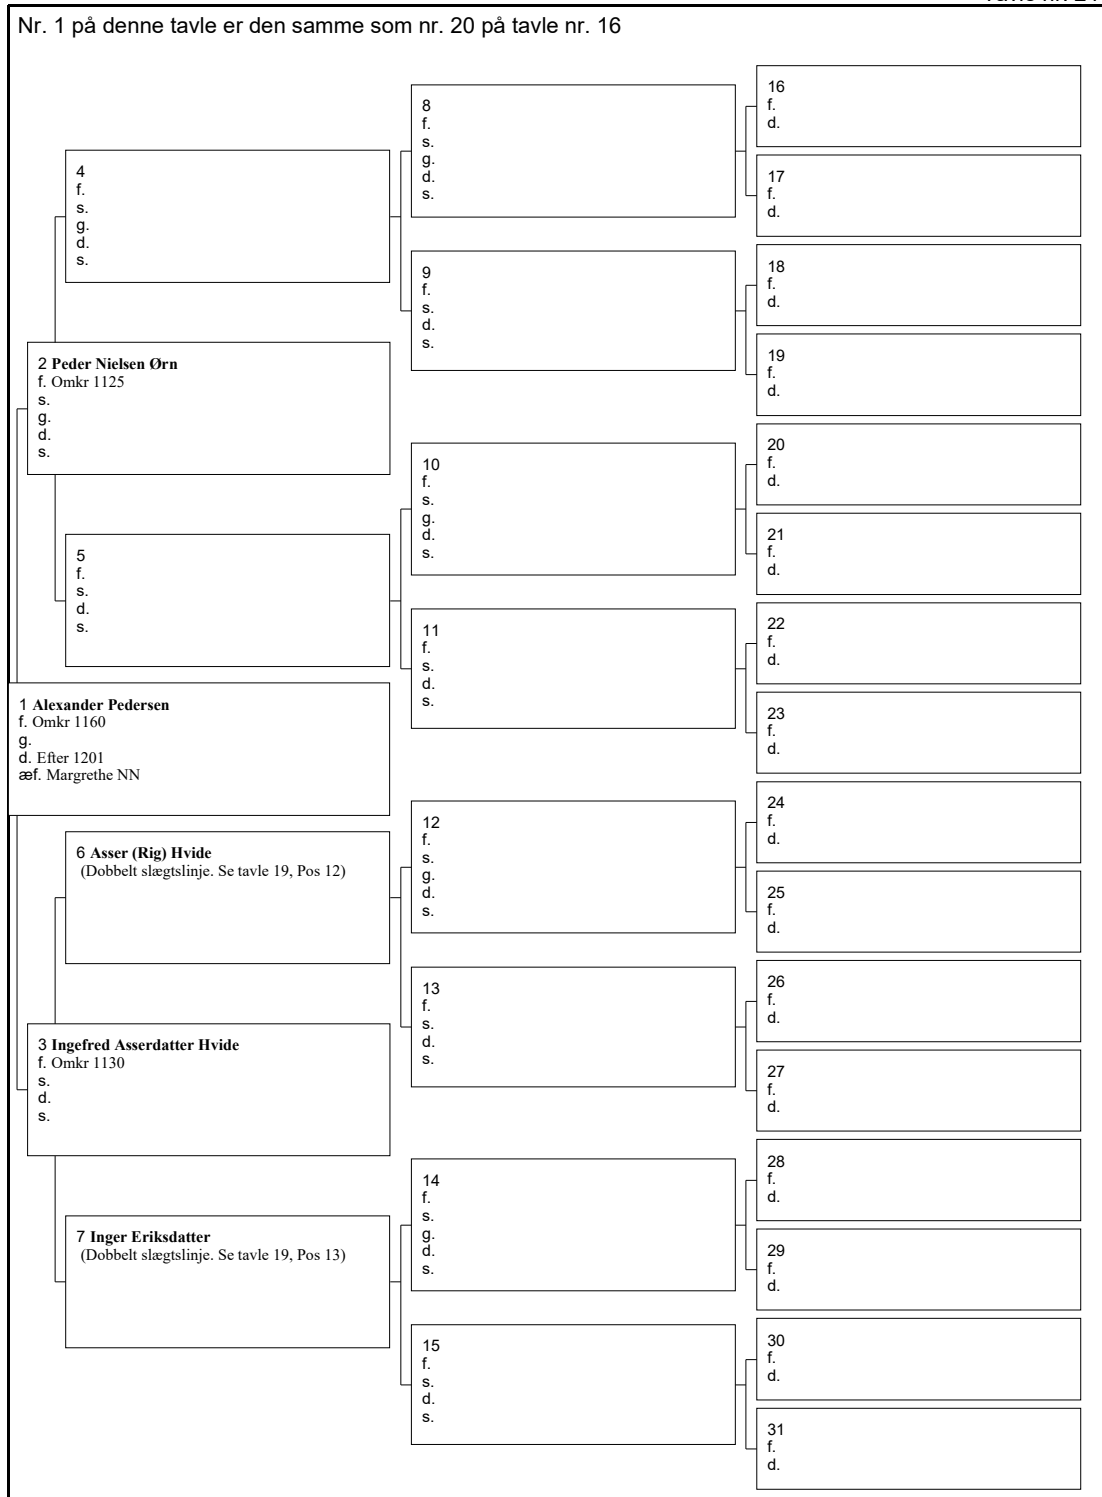 Nr. 1 på denne tavle er den samme som nr. 20 på tavle nr. 16
16
f.
d.
8
f.
s.
g.
d.
s.
17
f.
d.
4
f.
s.
g.
d.
s.
18
f.
d.
9
f.
s.
d.
s.
19
f.
d.
2 Peder Nielsen Ørn
f. Omkr 1125
s.
g.
d.
s.
20
f.
d.
10
f.
s.
g.
d.
s.
21
f.
d.
5
f.
s.
d.
s.
22
f.
d.
11
f.
s.
d.
s.
23
f.
d.
1 Alexander Pedersen
f. Omkr 1160
g.
d. Efter 1201
æf. Margrethe NN
24
f.
d.
12
f.
s.
g.
d.
s.
25
f.
d.
6 Asser (Rig) Hvide
(Dobbelt slægtslinje. Se tavle 19, Pos 12)
26
f.
d.
13
f.
s.
d.
s.
27
f.
d.
3 Ingefred Asserdatter Hvide
f. Omkr 1130
s.
d.
s.
28
f.
d.
14
f.
s.
g.
d.
s.
29
f.
d.
7 Inger Eriksdatter
(Dobbelt slægtslinje. Se tavle 19, Pos 13)
30
f.
d.
15
f.
s.
d.
s.
31
f.
d.